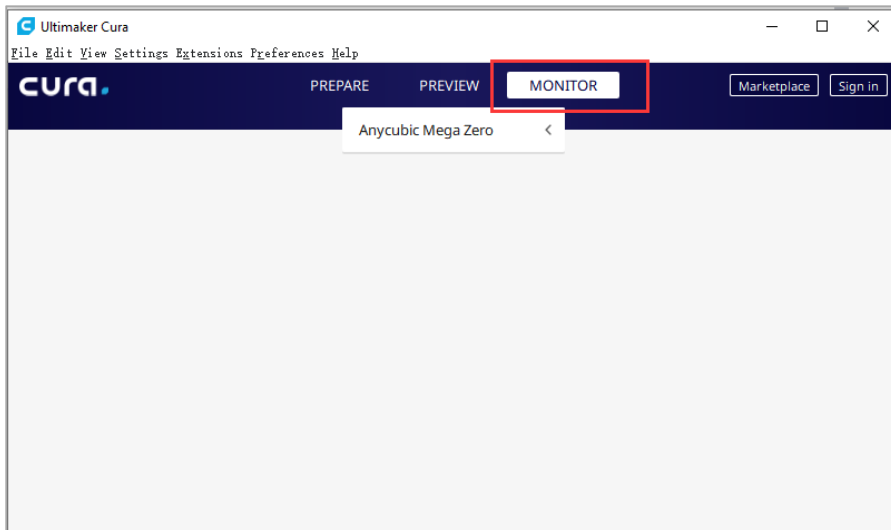 Ultimaker Cura
File Edit View Settings Extensions Preferences Help
cura. PREPARE PREVIEW MONITOR Marketplace Sign in
Anycubic Mega Zero